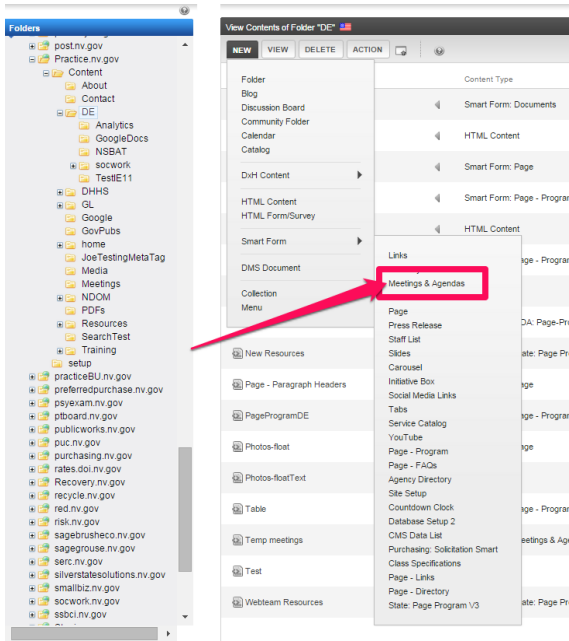 Folders
post.nv.gov
Practice.nv.gov
Content
About
Contact
DE
Analytics
GoogleDocs
NSBAT
socwork
TestIE11
DHHS
GL
Google
GovPubs
home
JoeTestingMetaTag
Media
Meetings
NDOM
PDFs
Resources
SearchTest
Training
setup
practiceBU.nv.gov
preferredpurchase.nv.gov
psyexam.nv.gov
ptboard.nv.gov
publicworks.nv.gov
puc.nv.gov
purchasing.nv.gov
rates.doi.nv.gov
Recovery.nv.gov
recycle.nv.gov
red.nv.gov
risk.nv.gov
sagebrusheco.nv.gov
sagegrouse.nv.gov
serc.nv.gov
silverstatesolutions.nv.gov
smallbiz.nv.gov
socwork.nv.gov
ssbci.nv.gov
View Contents of Folder "DE"
NEW VIEW DELETE ACTION
Content Type
Folder
Blog
Discussion Board
Community Folder
Calendar
Catalog
DxH Content
HTML Content
HTML Form/Survey
Smart Form
DMS Document
Collection
Menu
Smart Form: Documents
HTML Content
Smart Form: Page
Smart Form: Page - Program
HTML Content
Links
Meetings & Agendas
Page
Press Release
Staff List
Slides
Carousel
Initiative Box
Social Media Links
Tabs
Service Catalog
YouTube
Page - Program
Page - FAQs
Agency Directory
Site Setup
Countdown Clock
Database Setup 2
CMS Data List
Purchasing: Solicitation Smart
Class Specifications
Page - Links
Page - Directory
State: Page Program V3
New Resources
Page - Paragraph Headers
PageProgramDE
Photos-float
Photos-floatText
Table
Temp meetings
Test
Webteam Resources